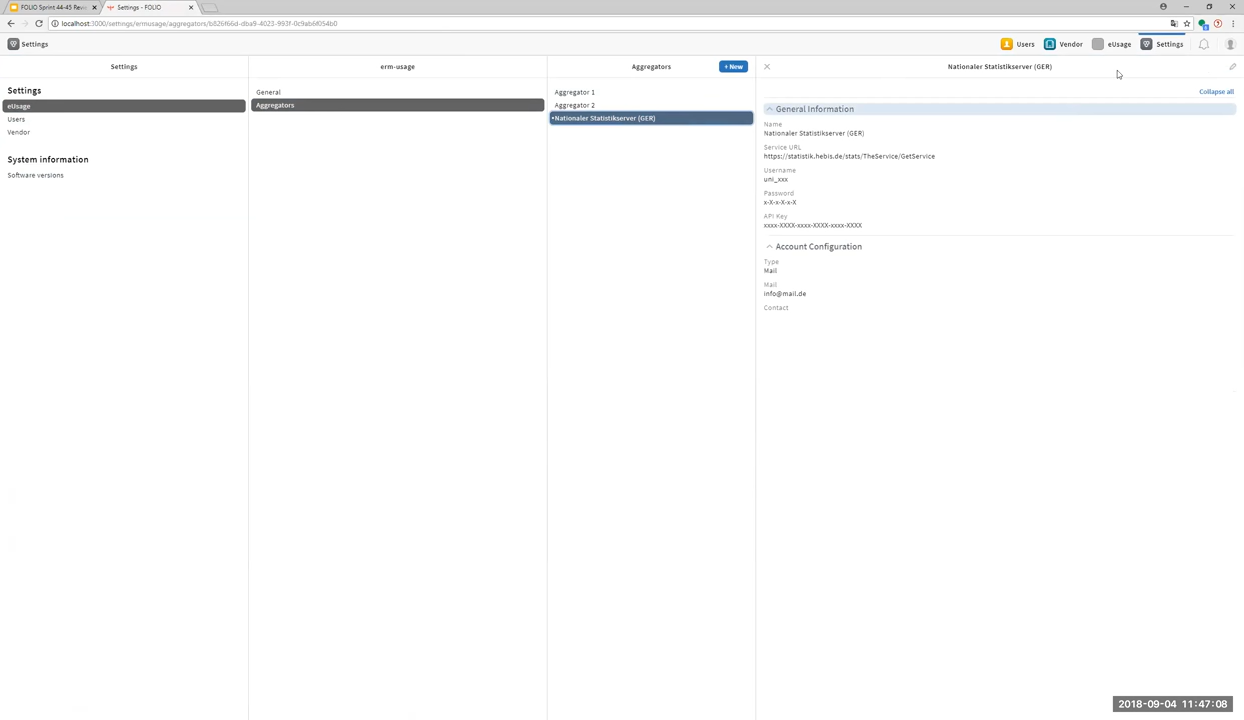 FOLIO Sprint 44-45 Revie
Settings - FOLIO
localhost:3000/settings/ermusage/aggregators/b826f66d-dba9-4023-993f-0c9ab6f054b0
Settings
Users
Vendor
eUsage
Settings
Settings
Settings
eUsage
Users
Vendor
System information
Software versions
erm-usage
General
Aggregators
Aggregators
+ New
Aggregator 1
Aggregator 2
•Nationaler Statistikserver (GER)
Nationaler Statistikserver (GER)
Collapse all
General Information
Name
Nationaler Statistikserver (GER)
Service URL
https://statistik.hebis.de/stats/TheService/GetService
Username
uni_xxx
Password
x-X-x-X-x-X
API Key
xxxx-XXXX-xxxx-XXXX-xxxx-XXXX
Account Configuration
Type
Mail
Mail
info@mail.de
Contact
2018-09-04 11:47:08